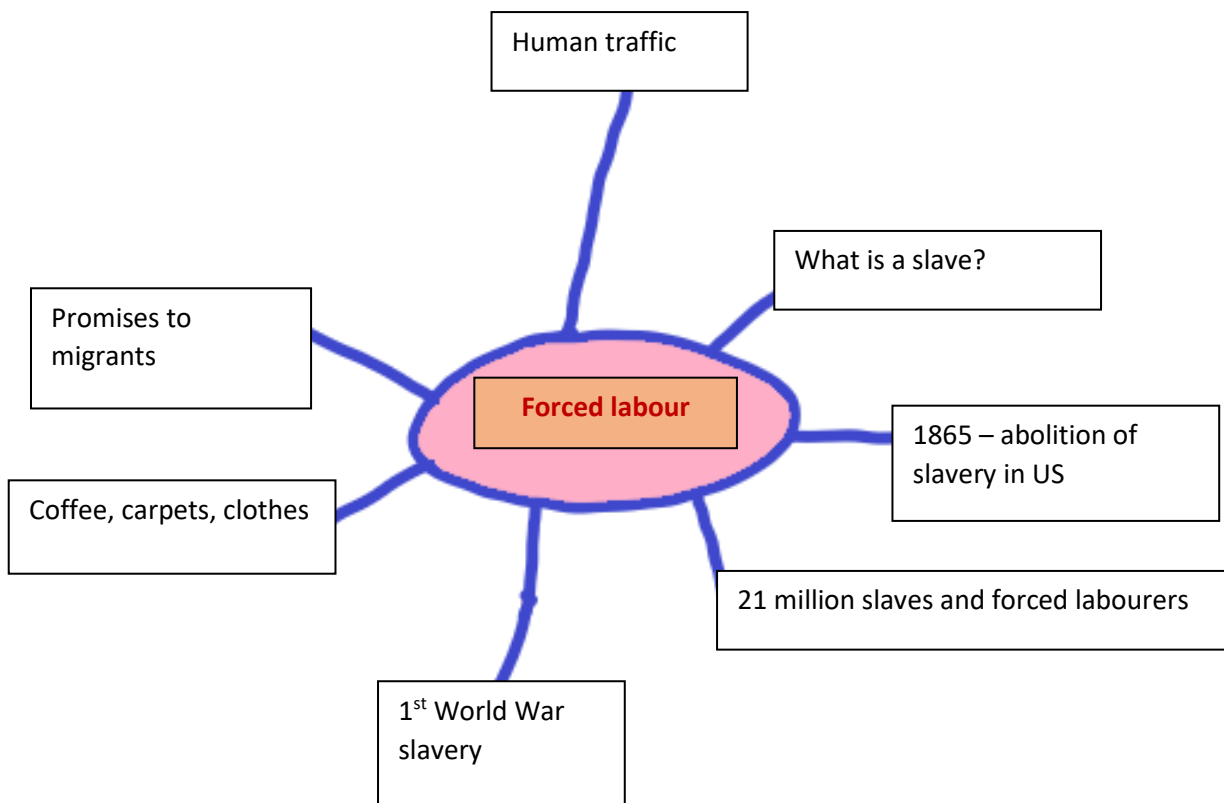 Human traffic
What is a slave?
Promises to
migrants
Forced labour
1865 – abolition of
slavery in US
Coffee, carpets, clothes
21 million slaves and forced labourers
1st World War
slavery